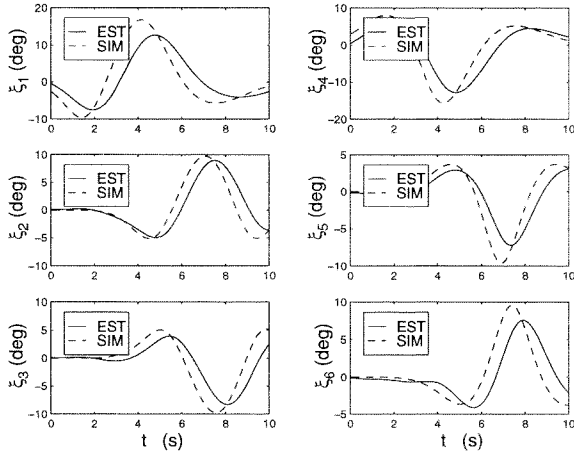 20
10
0
-10
0 2 4 6 8 10
ξ1 (deg)
EST
SIM
10
0
-10
-20
0 2 4 6 8 10
ξ4 (deg)
EST
SIM
10
5
0
-5
-10
0 2 4 6 8 10
ξ2 (deg)
EST
SIM
5
0
-5
-10
0 2 4 6 8 10
ξ5 (deg)
EST
SIM
10
5
0
-5
-10
0 2 4 6 8 10
ξ3 (deg)
EST
SIM
t (s)
10
5
0
-5
0 2 4 6 8 10
ξ6 (deg)
EST
SIM
t (s)